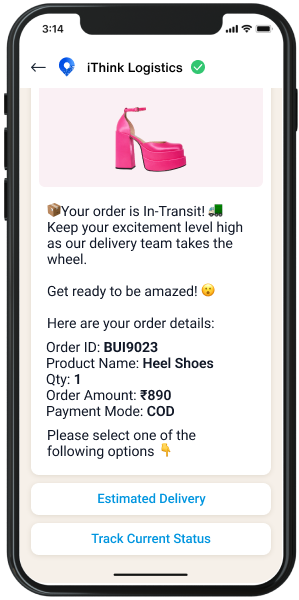 3:14
iThink Logistics
📦Your order is In-Transit! 🚛
Keep your excitement level high
as our delivery team takes the
wheel.
Get ready to be amazed! 😮
Here are your order details:
Order ID: BUI9023
Product Name: Heel Shoes
Qty: 1
Order Amount: ₹890
Payment Mode: COD
Please select one of the
following options 👇
Estimated Delivery
Track Current Status